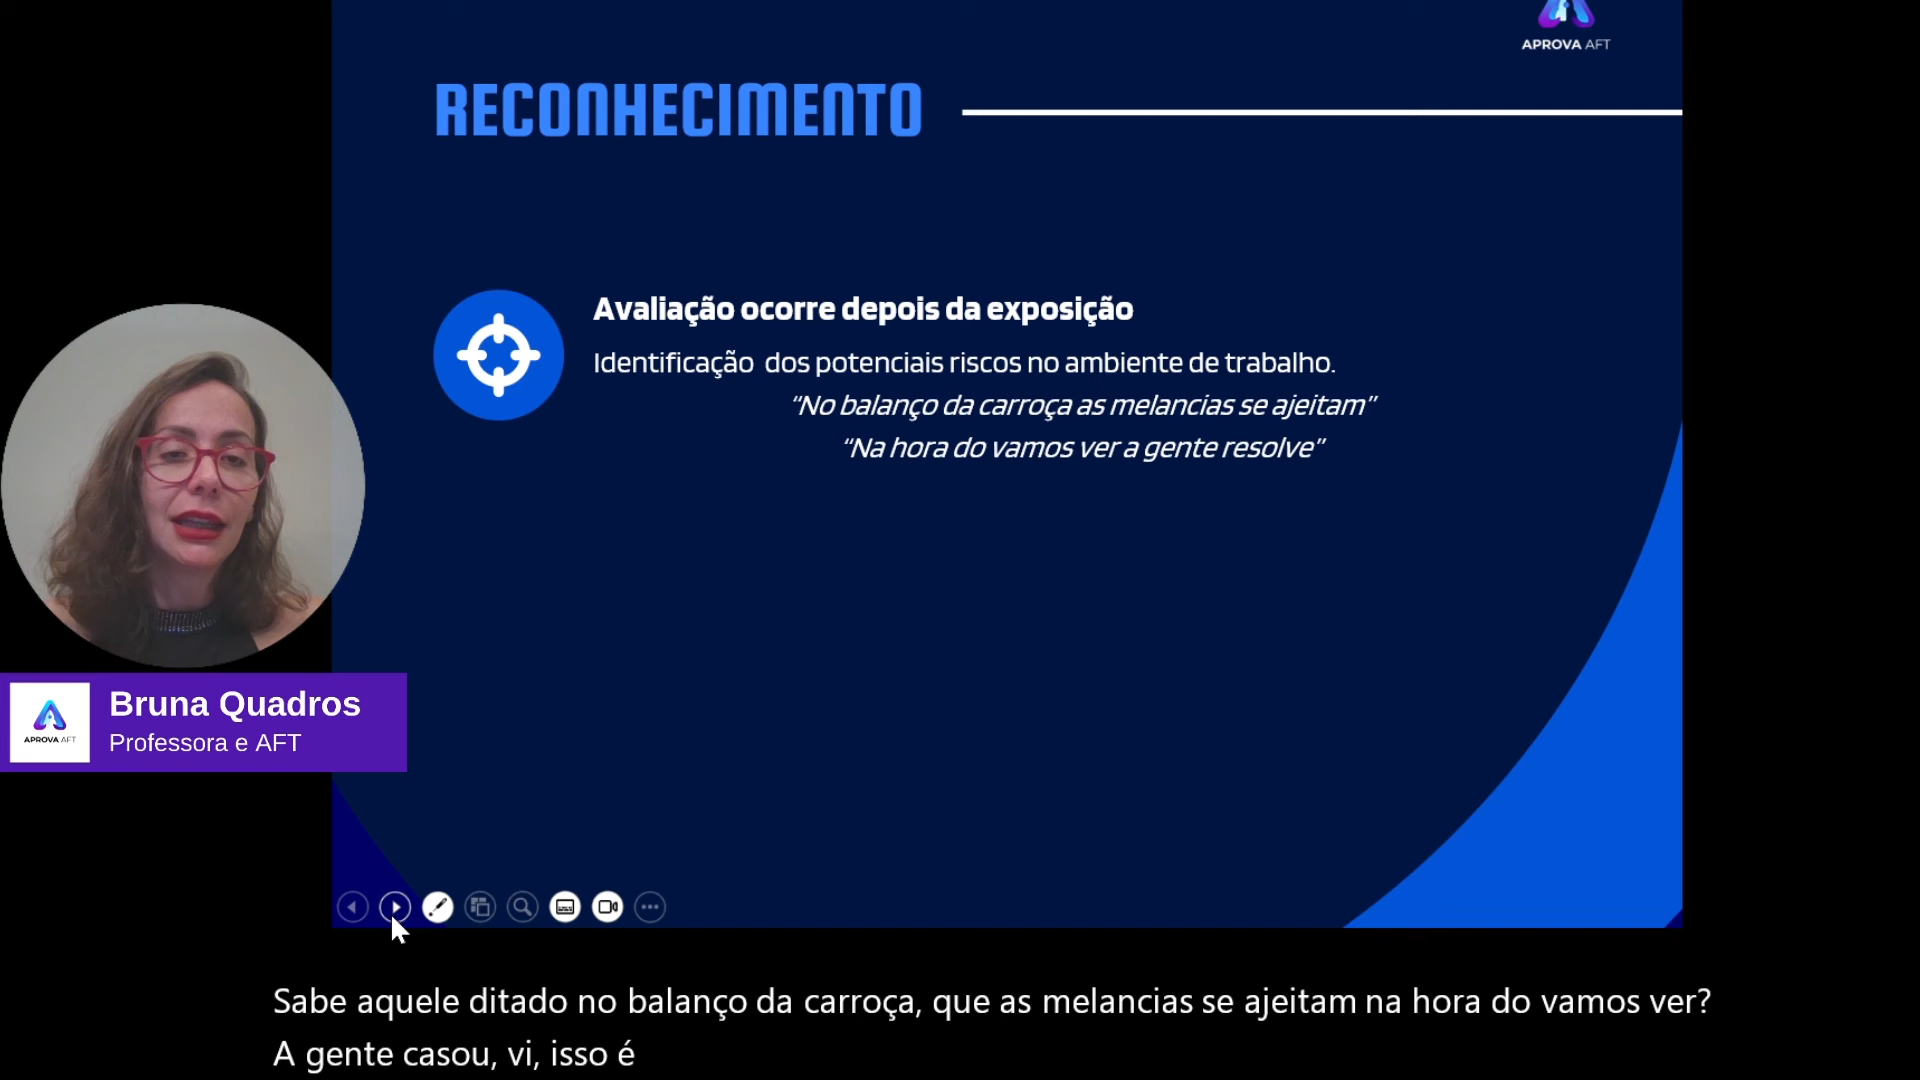 APROVA AFT
RECONHECIMENTO
Avaliação ocorre depois da exposição
Identificação dos potenciais riscos no ambiente de trabalho.
“No balanço da carroça as melancias se ajeitam”
“Na hora do vamos ver a gente resolve”
Bruna Quadros
Professora e AFT
APROVA AFT
Sabe aquele ditado no balanço da carroça, que as melancias se ajeitam na hora do vamos ver?
A gente casou, vi, isso é